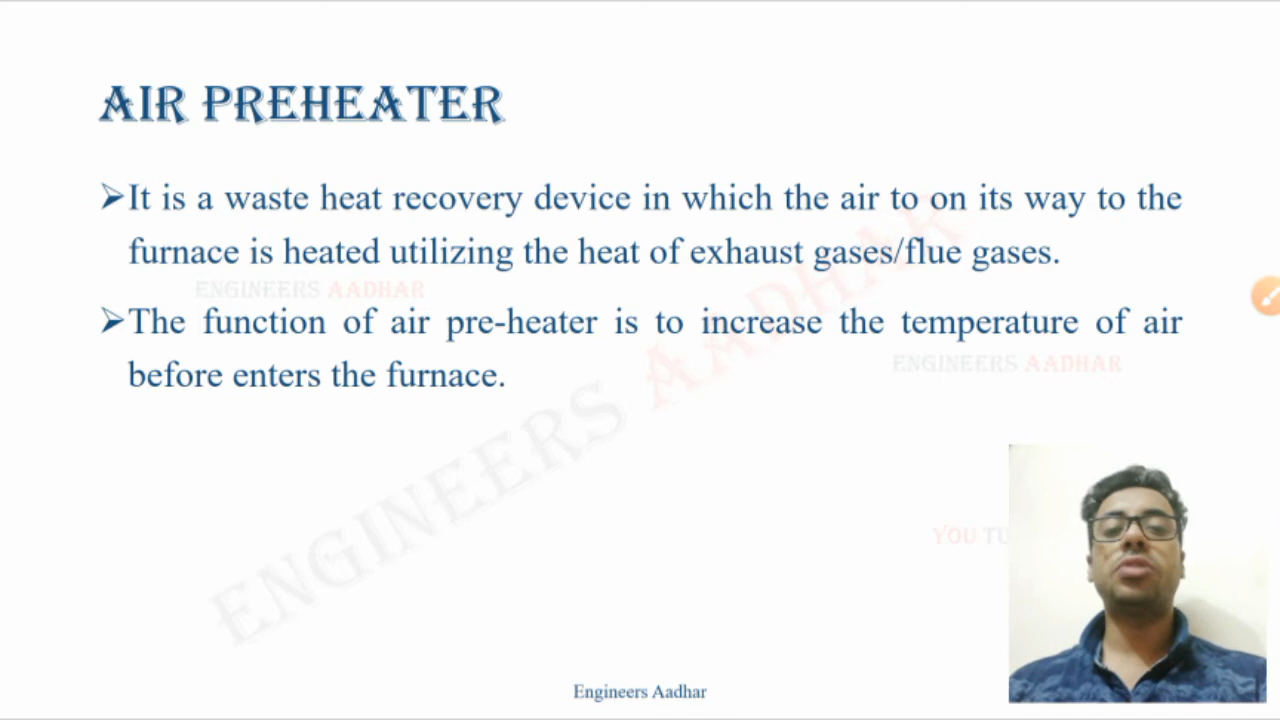 AIR PREHEATER
➢It is a waste heat recovery device in which the air to on its way to the
furnace is heated utilizing the heat of exhaust gases/flue gases.
ENGINEERS AADHAR
➢The function of air pre-heater is to increase the temperature of air
before enters the furnace.
ENGINEERS AADHAR
ENGINEERS AADHAR
YOU TU
Engineers Aadhar